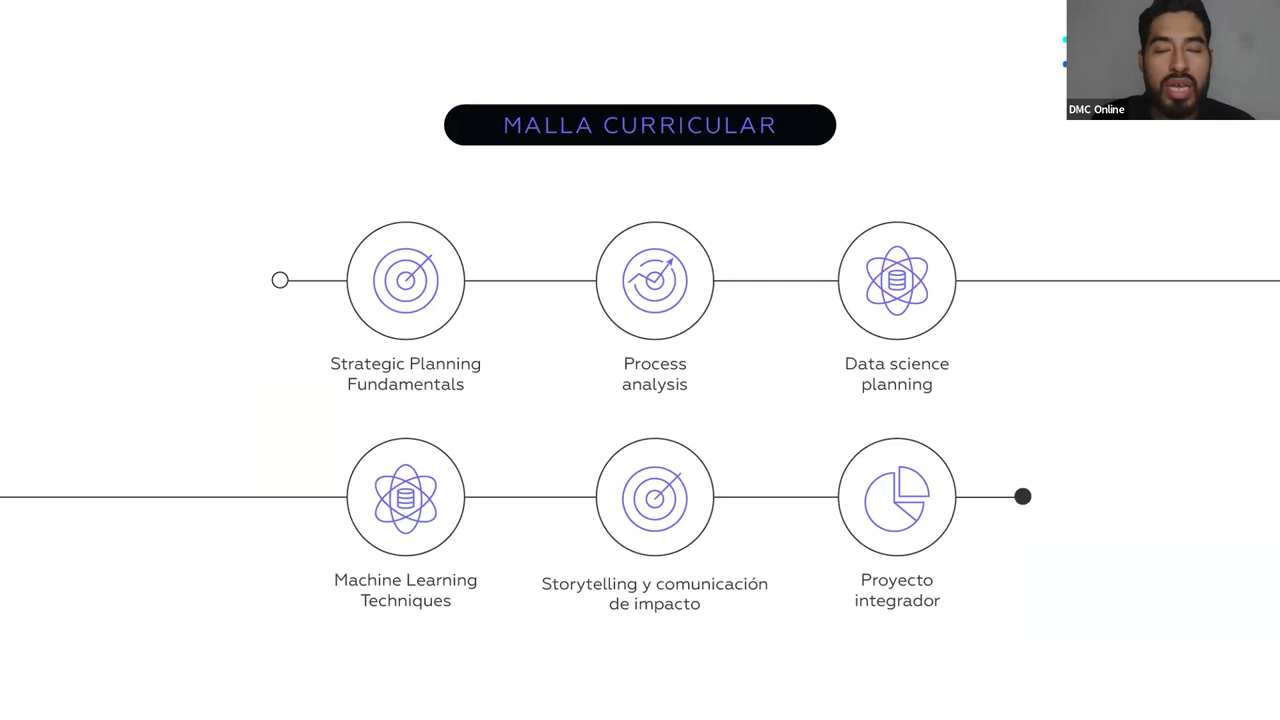 DMC Online
MALLA CURRICULAR
Strategic Planning
Fundamentals
Process
analysis
Data science
planning
Machine Learning
Techniques
Storytelling y comunicación
de impacto
Proyecto
integrador